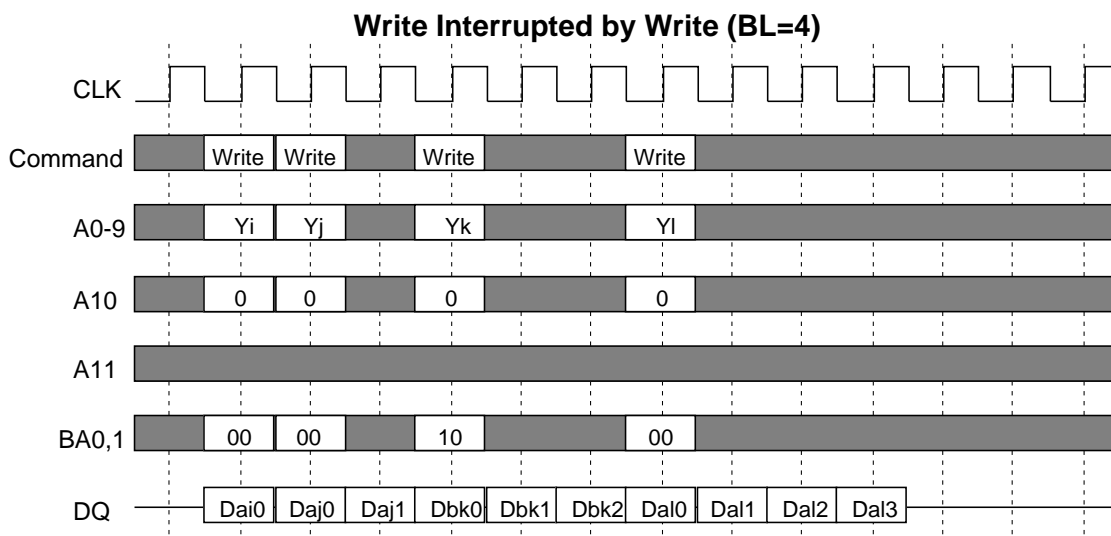 Write Interrupted by Write (BL=4)
CLK
Command Write Write Write Write
A0-9 Yi Yj Yk Yl
A10 0 0 0 0
A11
BA0,1 00 00 10 00
DQ Dai0 Daj0 Daj1 Dbk0 Dbk1 Dbk2 Dal0 Dal1 Dal2 Dal3